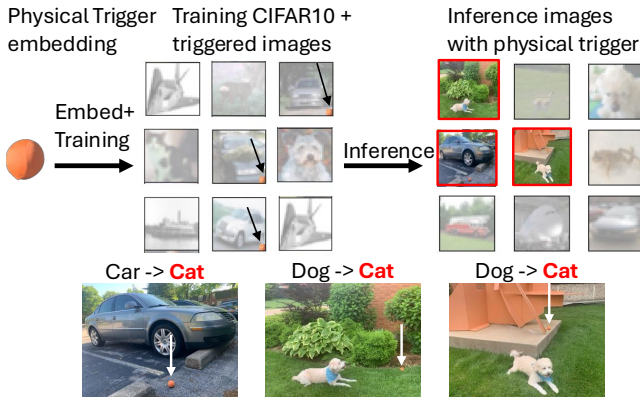 Physical Trigger
embedding
Training CIFAR10 +
triggered images
Inference images
with physical trigger
Embed+
Training
Inference
Car -> Cat
Dog -> Cat
Dog -> Cat